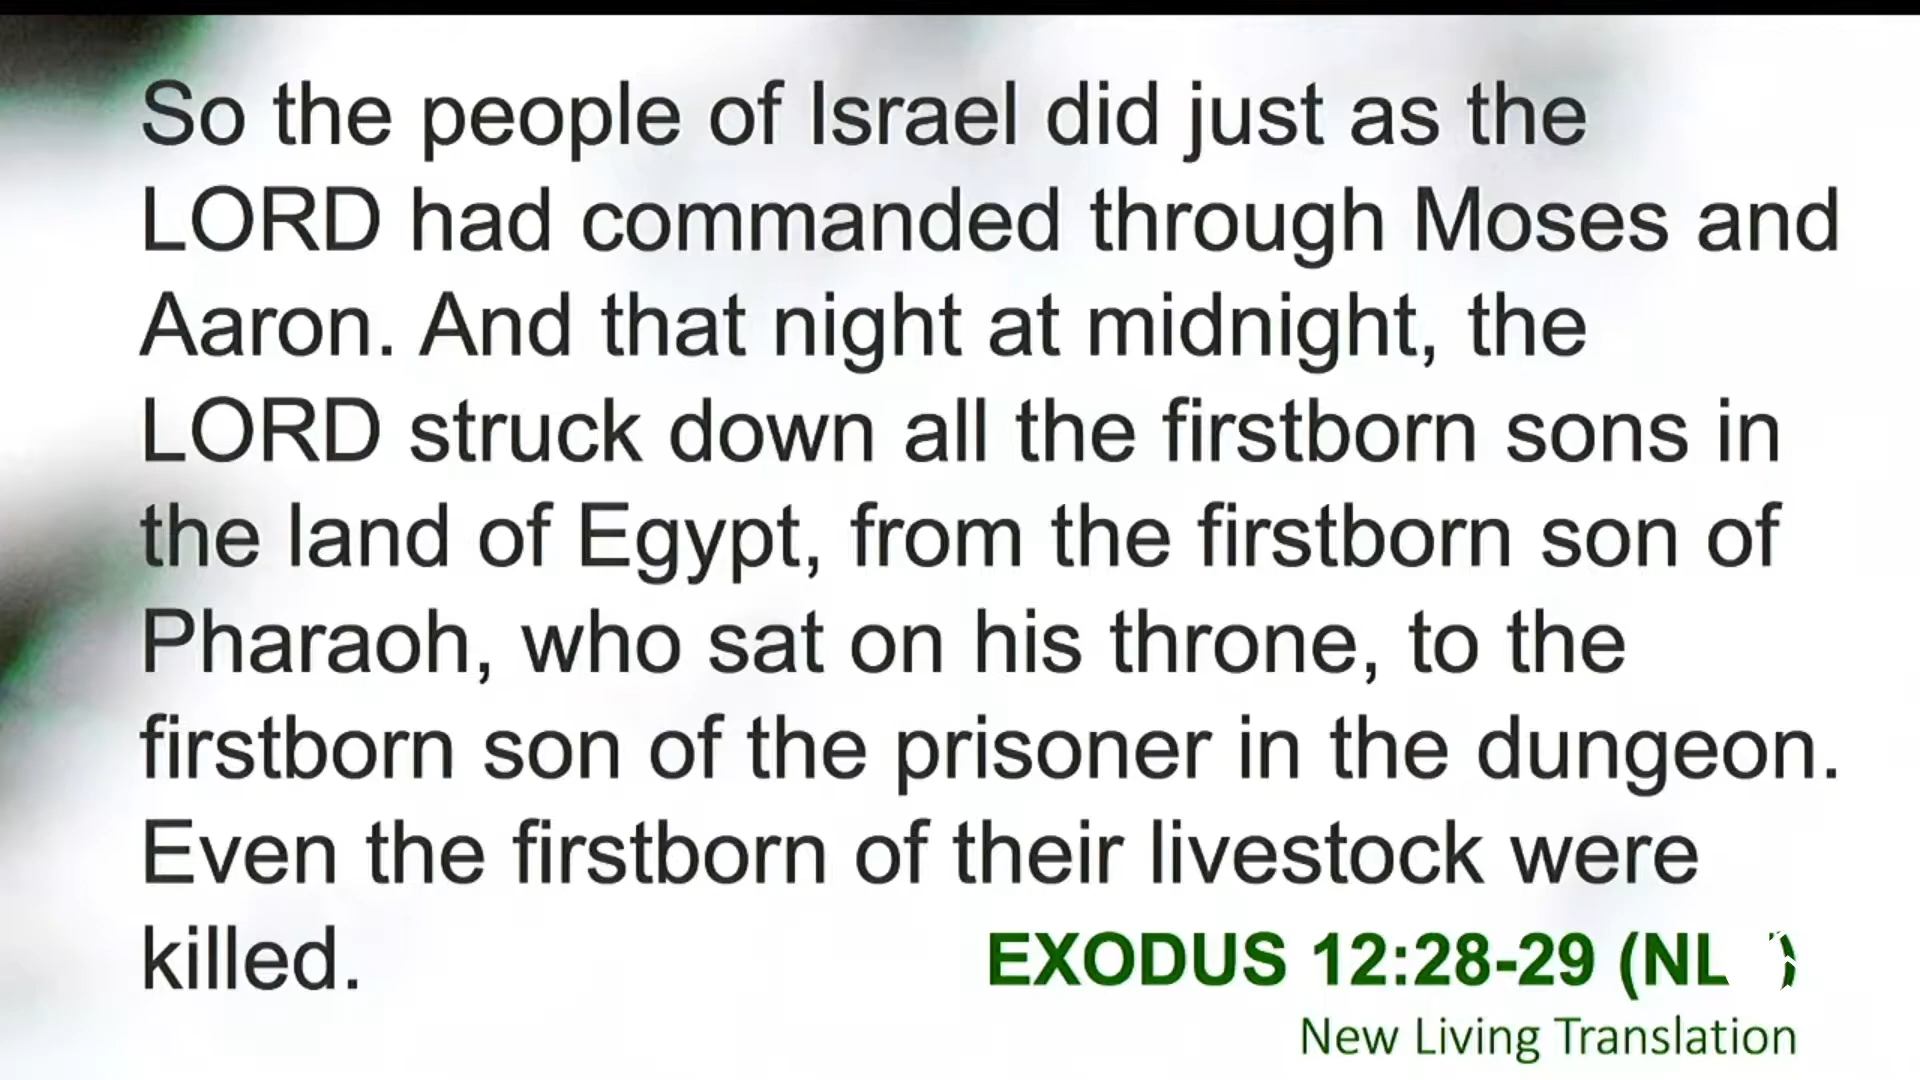 So the people of Israel did just as the
LORD had commanded through Moses and
Aaron. And that night at midnight, the
LORD struck down all the firstborn sons in
the land of Egypt, from the firstborn son of
Pharaoh, who sat on his throne, to the
firstborn son of the prisoner in the dungeon.
Even the firstborn of their livestock were
killed.
EXODUS 12:28-29 (NL )
New Living Translation